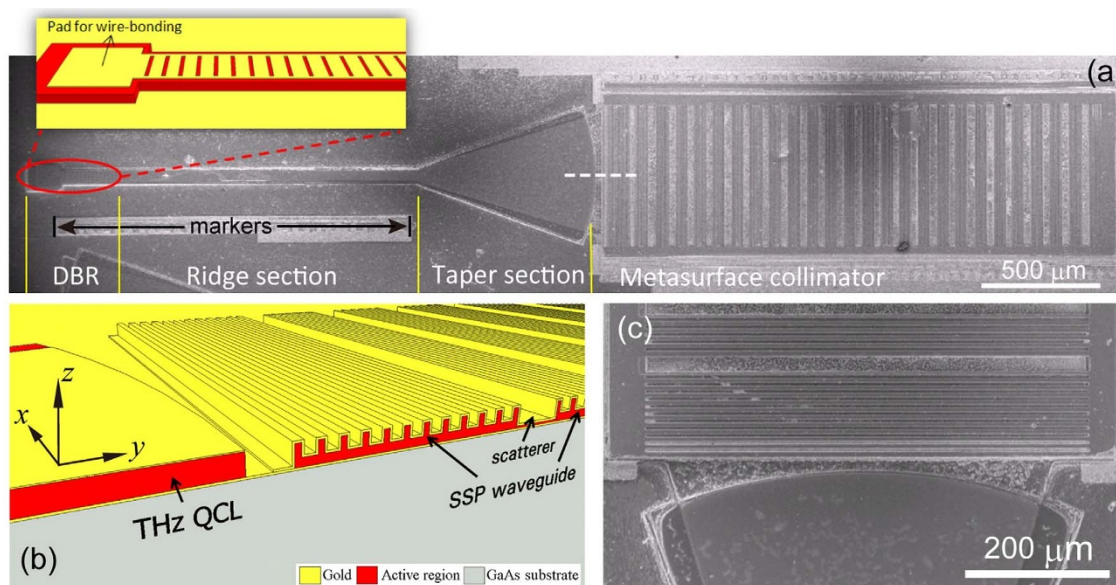 Pad for wire-bonding
(a
markers
DBR
Ridge section
Taper section
Metasurface collimator
500 μm
z
x
y
THz QCL
scatterer
SSP waveguide
(b)
Gold
Active region
GaAs substrate
(c)
200 μm